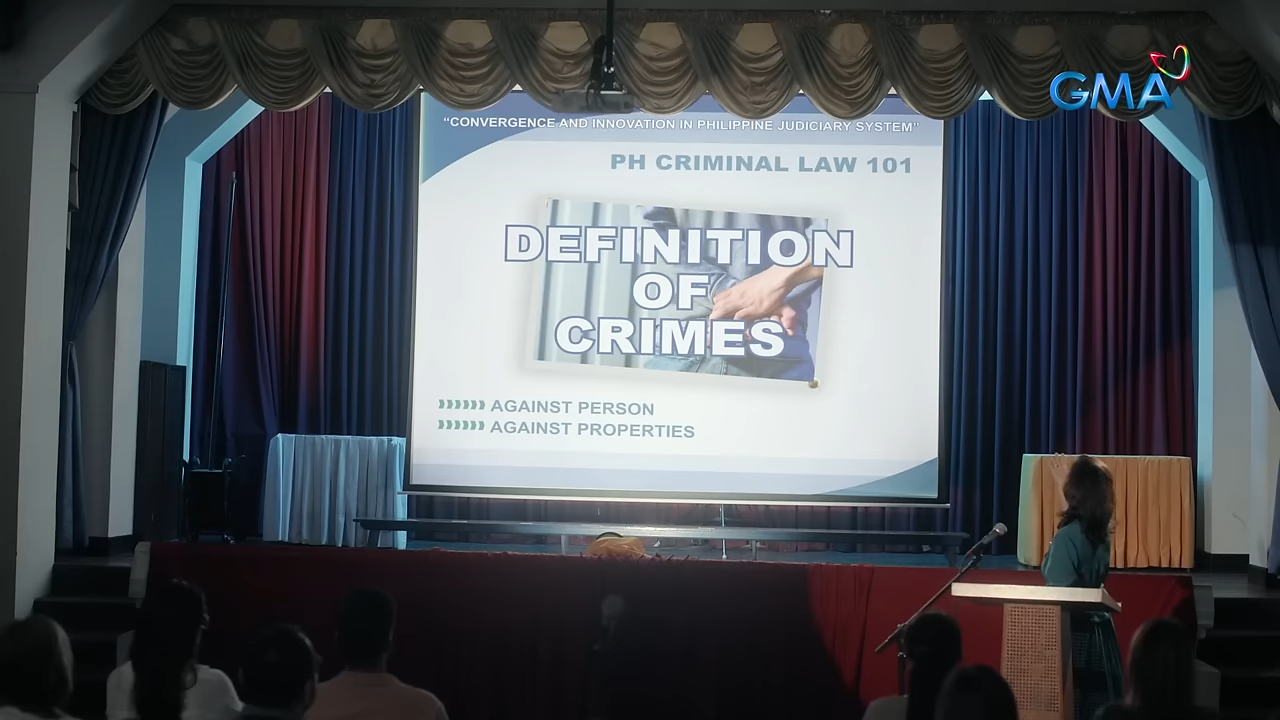 GMA
“CONVERGENCE AND INNOVATION IN PHILIPPINE JUDICIARY SYSTEM”
PH CRIMINAL LAW 101
DEFINITION
OF
CRIMES
AGAINST PERSON
AGAINST PROPERTIES